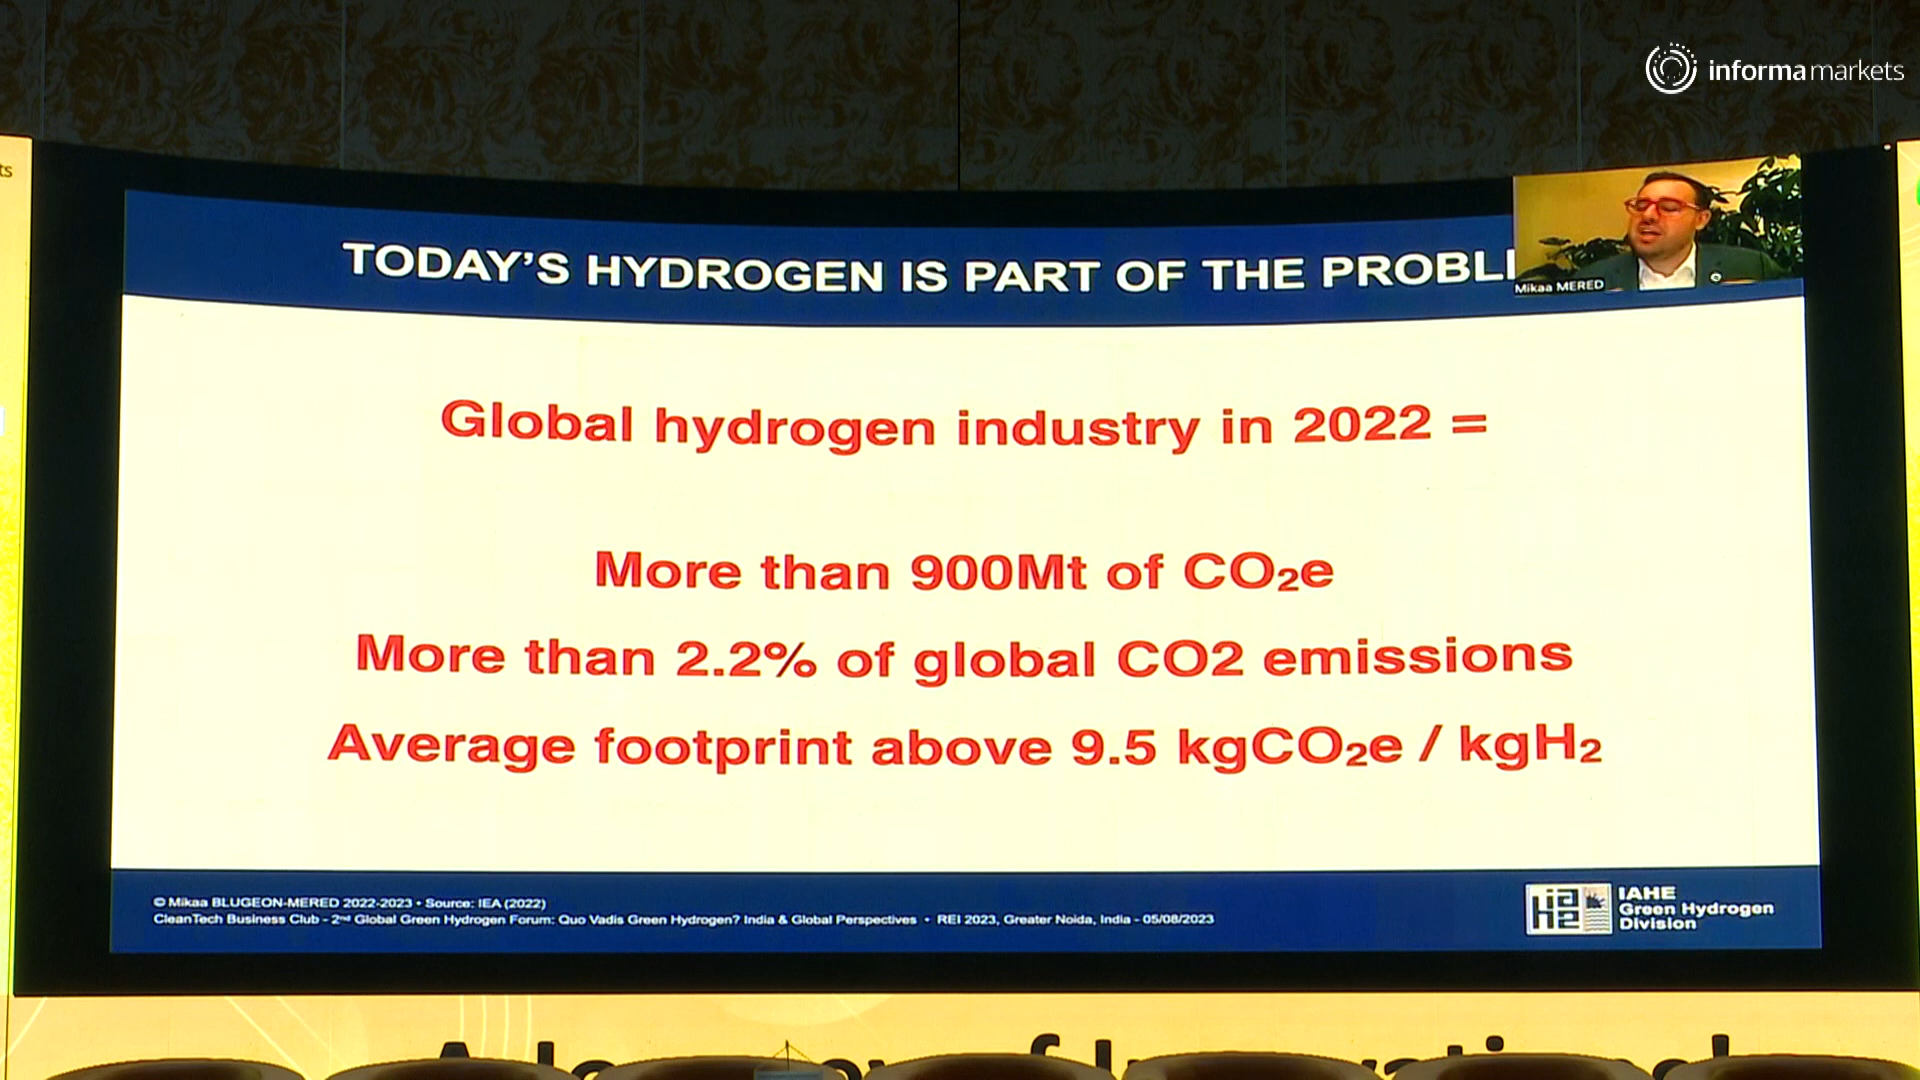 informa markets
ts
TODAY'S HYDROGEN IS PART OF THE PROBL
Mikaa MERED
Global hydrogen industry in 2022 =
More than 900Mt of CO₂e
More than 2.2% of global CO2 emissions
Average footprint above 9.5 kgCO₂e / kgH₂
© Mikaa BLUGEON-MERED 2022-2023 • Source: IEA (2022)
CleanTech Business Club - 2nd Global Green Hydrogen Forum: Quo Vadis Green Hydrogen? India & Global Perspectives • REI 2023, Greater Noida, India - 05/08/2023
IAHE
Green Hydrogen
Division